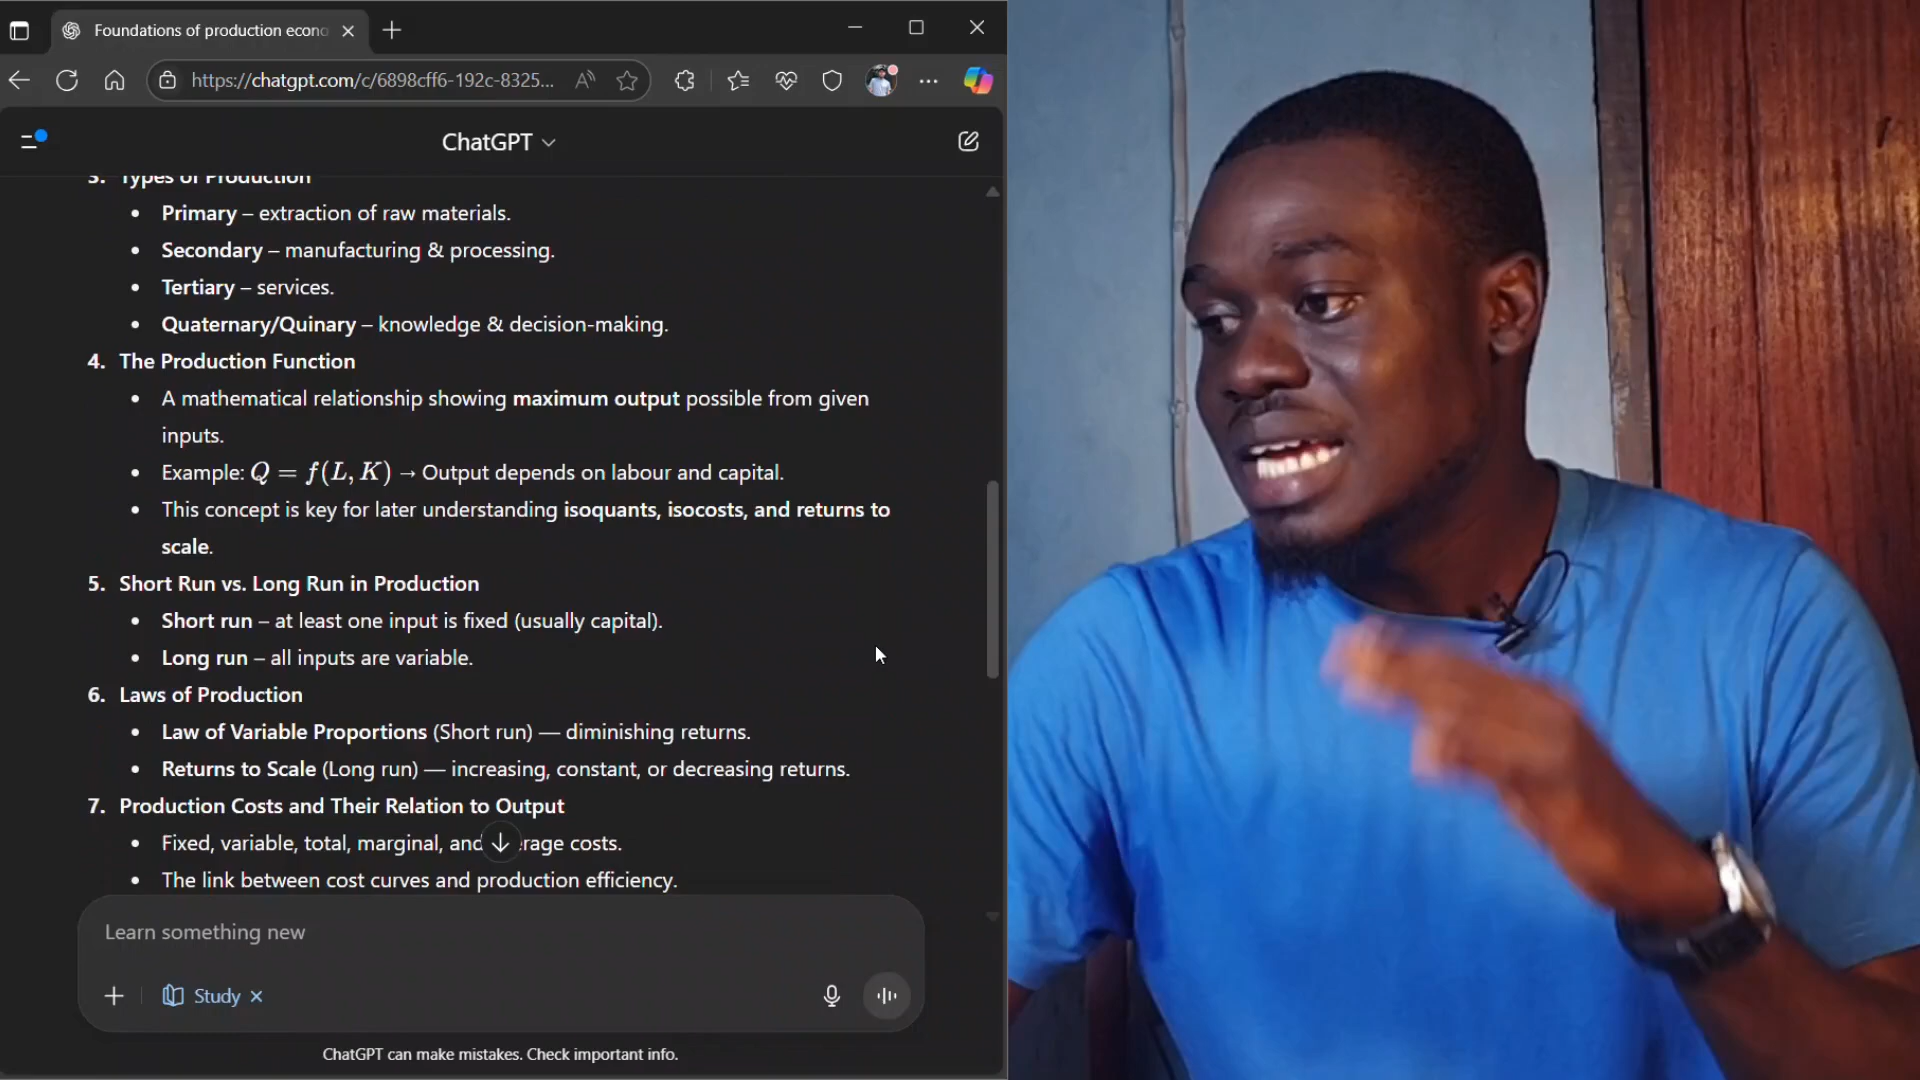 Foundations of production econo
https://chatgpt.com/c/6898cff6-192c-8325...
ChatGPT
3. Types of Production
• Primary – extraction of raw materials.
• Secondary – manufacturing & processing.
• Tertiary – services.
• Quaternary/Quinary – knowledge & decision-making.
4. The Production Function
• A mathematical relationship showing maximum output possible from given
inputs.
• Example: Q = f(L, K) → Output depends on labour and capital.
• This concept is key for later understanding isoquants, isocosts, and returns to
scale.
5. Short Run vs. Long Run in Production
• Short run – at least one input is fixed (usually capital).
• Long run – all inputs are variable.
6. Laws of Production
• Law of Variable Proportions (Short run) — diminishing returns.
• Returns to Scale (Long run) — increasing, constant, or decreasing returns.
7. Production Costs and Their Relation to Output
• Fixed, variable, total, marginal, and erage costs.
• The link between cost curves and production efficiency.
Learn something new
Study
ChatGPT can make mistakes. Check important info.